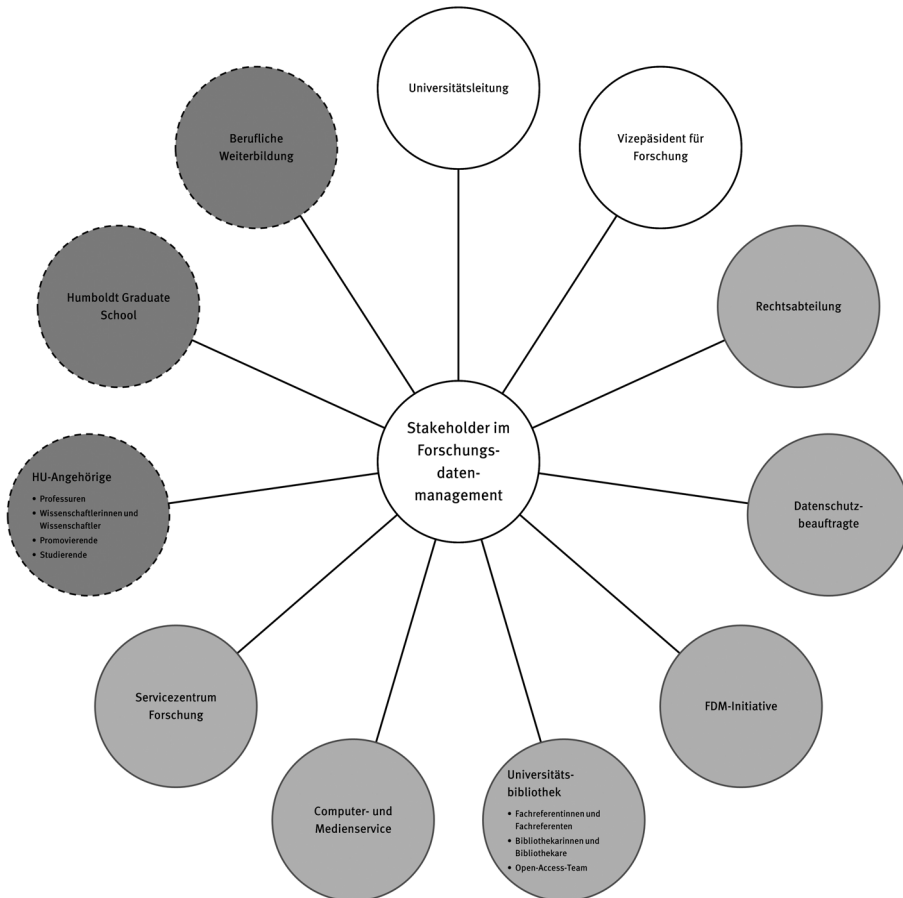 Universitätsleitung
Vizepäsident für
Forschung
Rechtsabteilung
Datenschutz-
beauftragte
FDM-Initiative
Universitäts-
bibliothek
• Fachreferentinnen und
Fachreferenten
• Bibliothekarinnen und
Bibliothekare
• Open-Access-Team
Computer- und
Medienservice
Servicezentrum
Forschung
HU-Angehörige
• Professuren
• Wissenschaftlerinnen und
Wissenschaftler
• Promovierende
• Studierende
Humboldt Graduate
School
Berufliche
Weiterbildung
Stakeholder im
Forschungs-
daten-
management